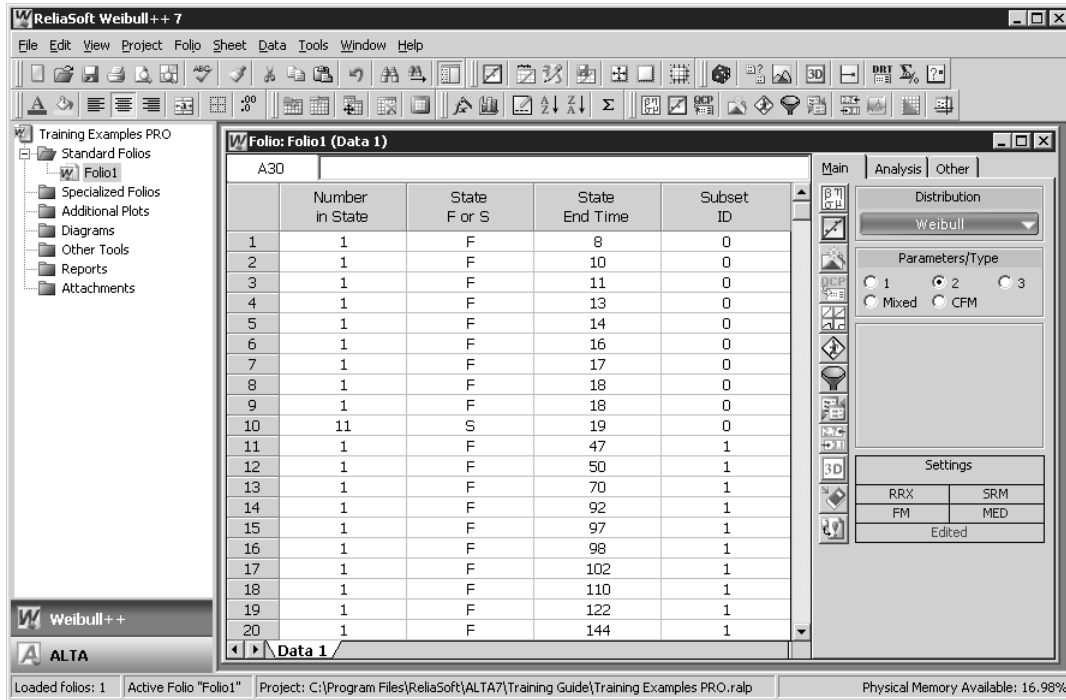 ReliaSoft Weibull++ 7
File Edit View Project Folio Sheet Data Tools Window Help
Training Examples PRO
Standard Folios
Folio1
Specialized Folios
Additional Plots
Diagrams
Other Tools
Reports
Attachments
Weibull++
ALTA
Folio: Folio1 (Data 1)
A30
Number in State State F or S State End Time Subset ID
1 1 F 8 0
2 1 F 10 0
3 1 F 11 0
4 1 F 13 0
5 1 F 14 0
6 1 F 16 0
7 1 F 17 0
8 1 F 18 0
9 1 F 18 0
10 11 S 19 0
11 1 F 47 1
12 1 F 50 1
13 1 F 70 1
14 1 F 92 1
15 1 F 97 1
16 1 F 98 1
17 1 F 102 1
18 1 F 110 1
19 1 F 122 1
20 1 F 144 1
Data 1
Main Analysis Other
Distribution
Weibull
Parameters/Type
1 2 3
Mixed CFM
Settings
RRX SRM
FM MED
Edited
Loaded folios: 1 Active Folio "Folio1" Project: C:\Program Files\ReliaSoft\ALTA7\Training Guide\Training Examples PRO.ralp Physical Memory Available: 16.98%